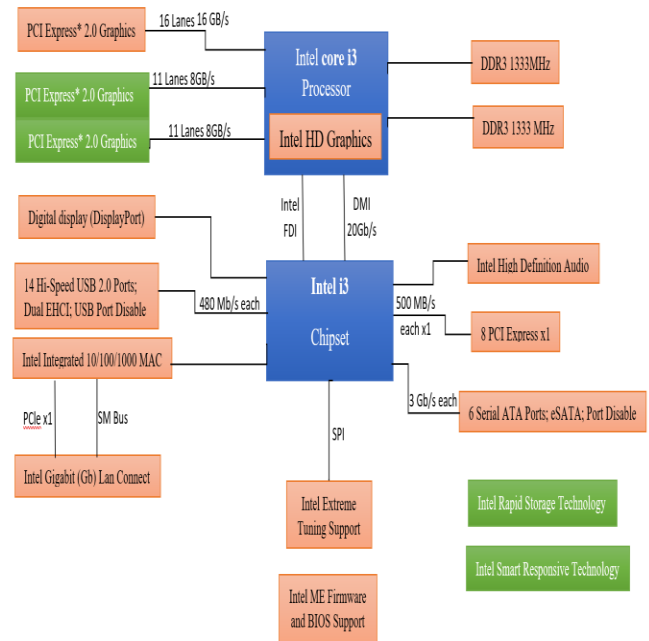 PCI Express* 2.0 Graphics
16 Lanes 16 GB/s
PCI Express* 2.0 Graphics
11 Lanes 8GB/s
PCI Express* 2.0 Graphics
11 Lanes 8GB/s
Intel core i3
Processor
Intel HD Graphics
DDR3 1333MHz
DDR3 1333 MHz
Intel
FDI
DMI
20Gb/s
Digital display (DisplayPort)
14 Hi-Speed USB 2.0 Ports;
Dual EHCI; USB Port Disable
480 Mb/s each
Intel Integrated 10/100/1000 MAC
PCIe x1
SM Bus
Intel Gigabit (Gb) Lan Connect
Intel i3
Chipset
Intel High Definition Audio
500 MB/s
each x1
8 PCI Express x1
3 Gb/s each
6 Serial ATA Ports; eSATA; Port Disable
SPI
Intel Extreme
Tuning Support
Intel ME Firmware
and BIOS Support
Intel Rapid Storage Technology
Intel Smart Responsive Technology